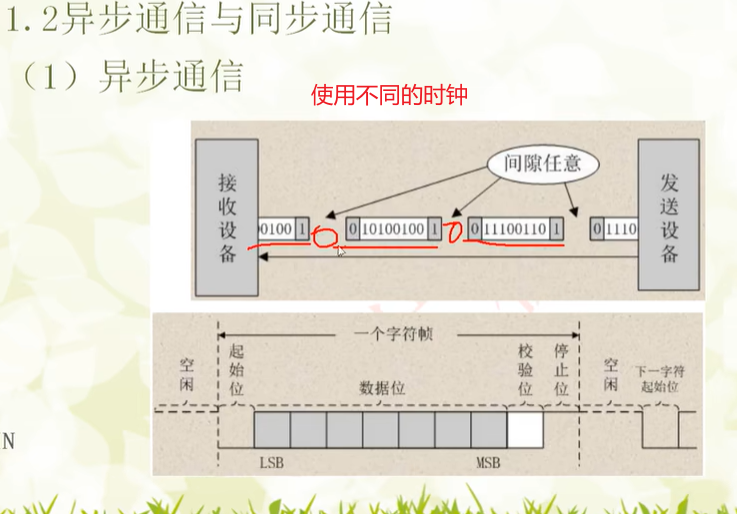 1.2异步通信与同步通信
（1）异步通信
使用不同的时钟
间隙任意
接收设备
发送设备
00100 1
0 10100100 1
0 11100110 1
0 1110
一个字符帧
空闲
起始位
数据位
校验位
停止位
空闲
下一字符
起始位
LSB
MSB
N